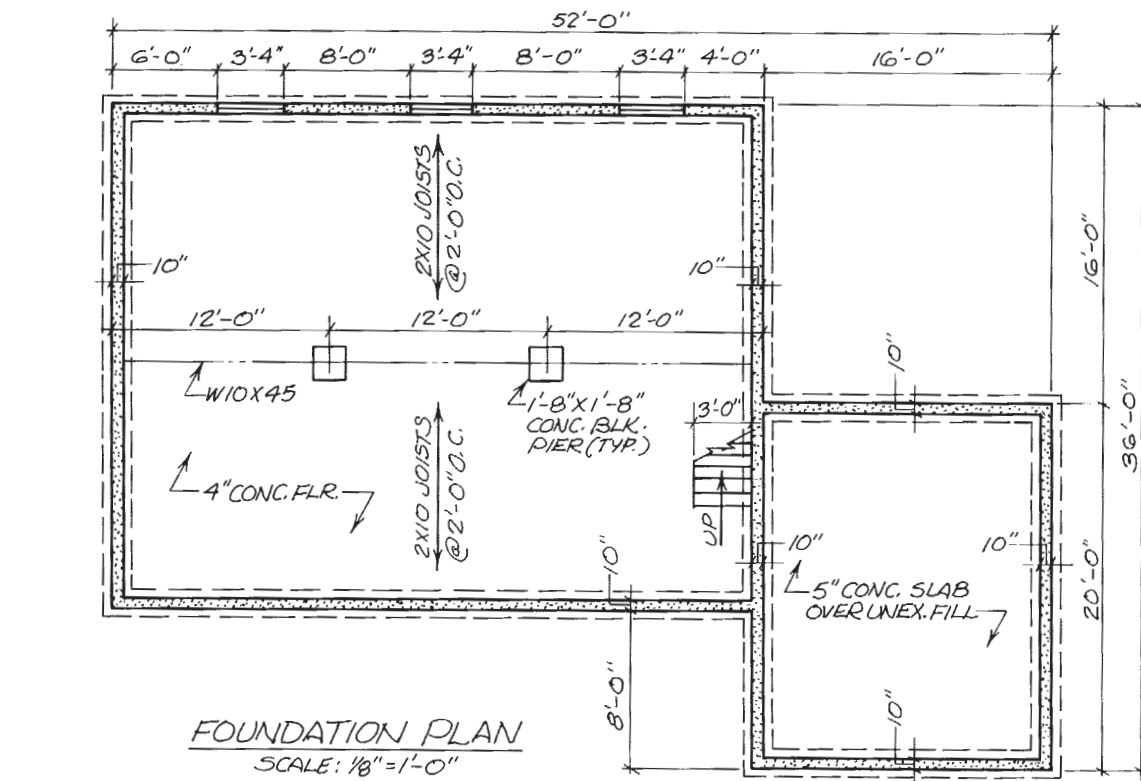 52'-0"
6'-0" 3'-4" 8'-0" 3'-4" 8'-0" 3'-4" 4'-0" 16'-0"
2X10 JOISTS
@2'-0"O.C.
10"
10"
16'-0"
12'-0" 12'-0" 12'-0"
W10X45
1'-8"X1'-8"
CONC. BLK.
PIER (TYP.)
3'-0"
10"
36'-0"
4" CONC. FLR.
2X10 JOISTS
@2'-0"O.C.
UP
10"
10"
10"
5" CONC. SLAB
OVER UNEX. FILL
20'-0"
8'-0"
10"
FOUNDATION PLAN
SCALE: 1/8"=1'-0"